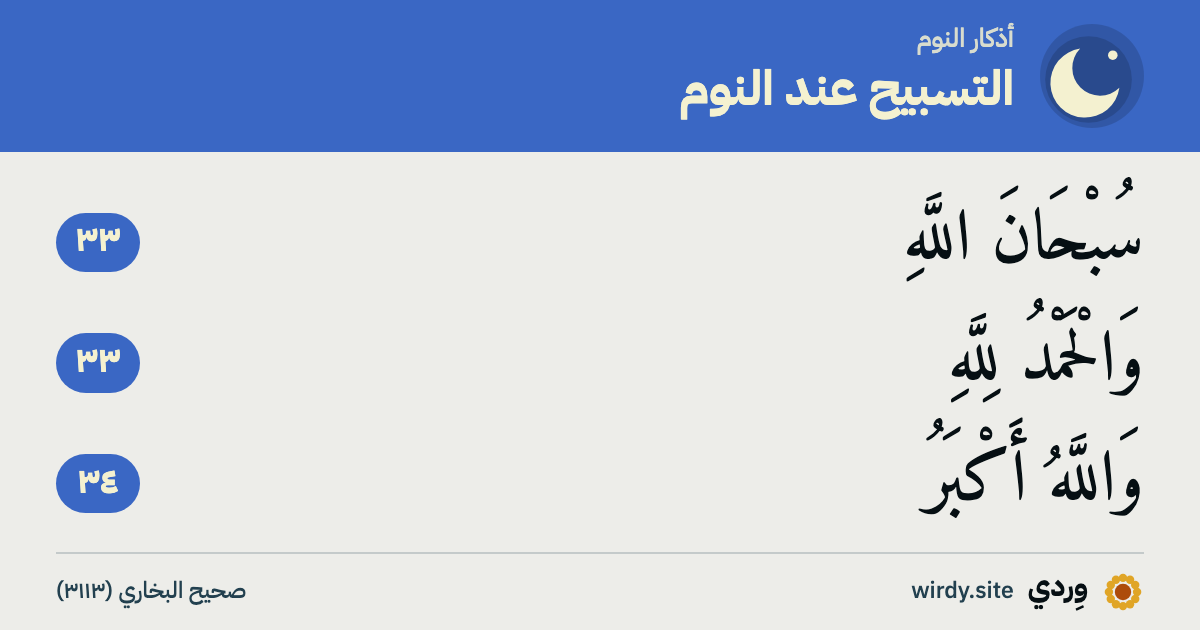 أذكار النوم
التسبيح عند النوم
سُبْحَانَ اللَّهِ ٣٣
وَالْحَمْدُ لِلَّهِ ٣٣
وَاللَّهُ أَكْبَرُ ٣٤
وِردي wirdy.site صحيح البخاري (٣١١٣)